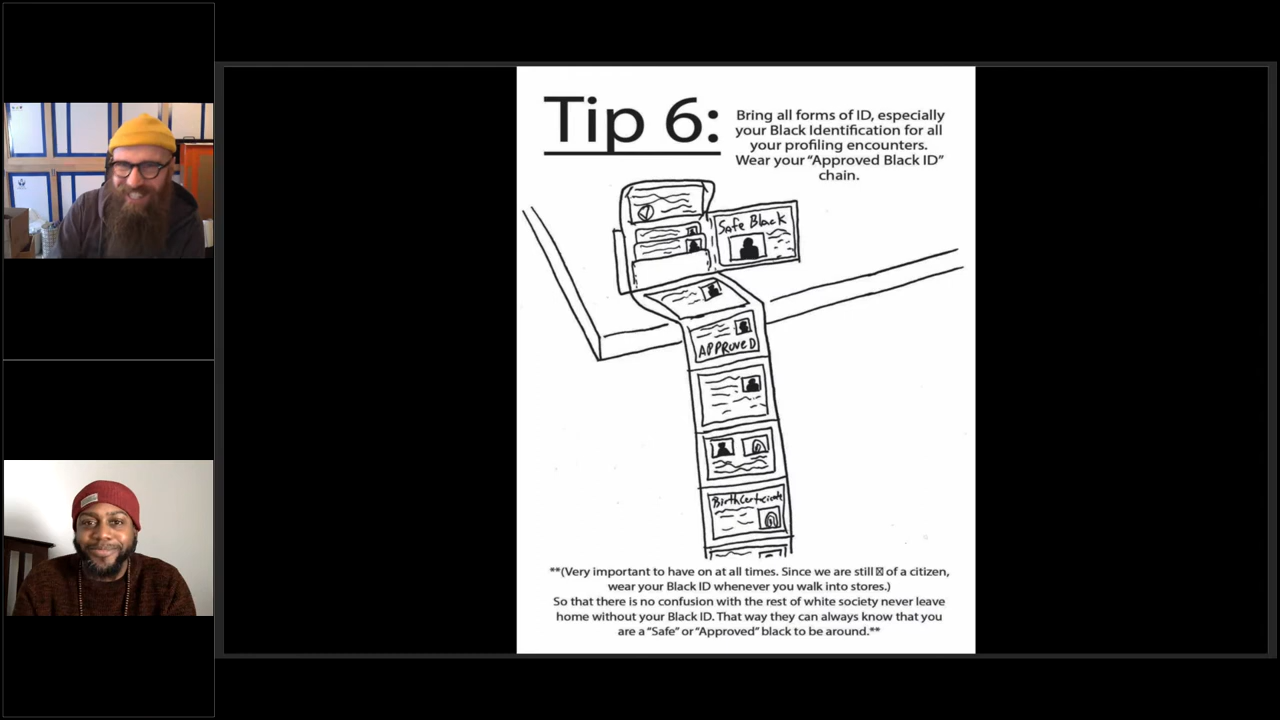 Tip 6:
Bring all forms of ID, especially
your Black Identification for all
your profiling encounters.
Wear your “Approved Black ID”
chain.
Safe Black
APPROVED
BirthCertificate
**(Very important to have on at all times. Since we are still of a citizen,
wear your Black ID whenever you walk into stores.)
So that there is no confusion with the rest of white society never leave
home without your Black ID. That way they can always know that you
are a “Safe” or “Approved” black to be around.**